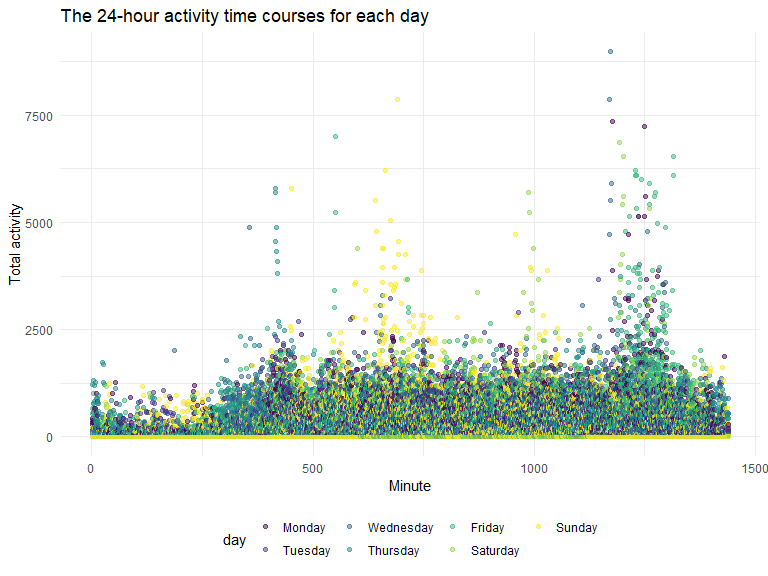 The 24-hour activity time courses for each day
Total activity
7500
5000
2500
0
0 500 1000 1500
Minute
day
Monday Wednesday Friday Sunday
Tuesday Thursday Saturday